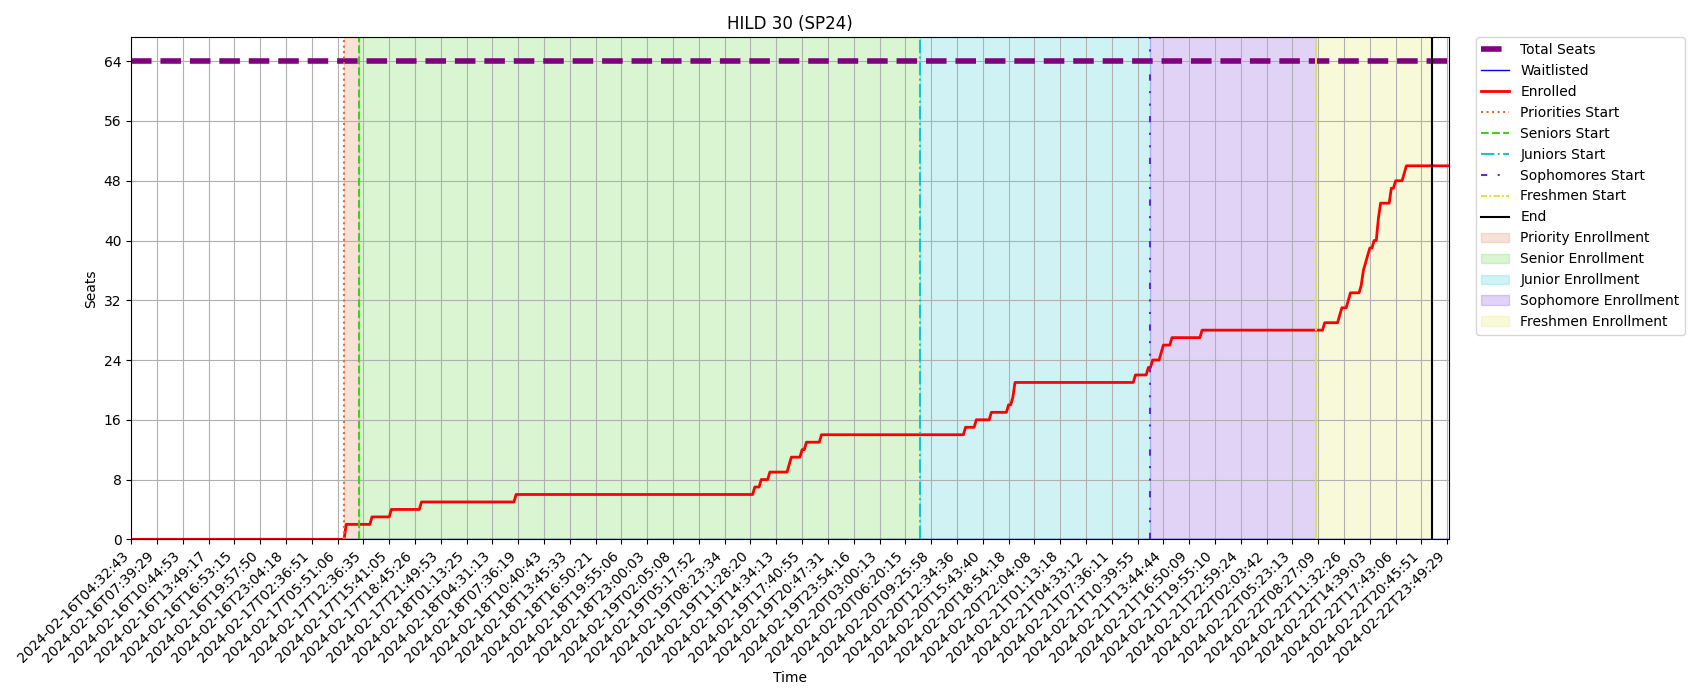 HILD 30 (SP24)
Seats
64
56
48
40
32
24
16
8
0
2024-02-16T04:32:43
2024-02-16T07:39:29
2024-02-16T10:44:53
2024-02-16T13:49:17
2024-02-16T16:53:15
2024-02-16T19:57:50
2024-02-16T23:04:18
2024-02-17T02:36:51
2024-02-17T05:51:06
2024-02-17T12:36:35
2024-02-17T15:41:05
2024-02-17T18:45:26
2024-02-17T21:49:53
2024-02-18T01:13:25
2024-02-18T04:31:13
2024-02-18T07:36:19
2024-02-18T10:40:43
2024-02-18T13:45:33
2024-02-18T16:50:21
2024-02-18T19:55:06
2024-02-18T23:00:03
2024-02-19T02:05:08
2024-02-19T05:17:52
2024-02-19T08:23:34
2024-02-19T11:28:20
2024-02-19T14:34:13
2024-02-19T17:40:55
2024-02-19T20:47:31
2024-02-19T23:54:16
2024-02-20T03:00:13
2024-02-20T06:20:15
2024-02-20T09:25:58
2024-02-20T12:34:36
2024-02-20T15:43:40
2024-02-20T18:54:18
2024-02-20T22:04:08
2024-02-21T01:13:18
2024-02-21T04:33:12
2024-02-21T07:36:11
2024-02-21T10:39:55
2024-02-21T13:44:44
2024-02-21T16:50:09
2024-02-21T19:55:10
2024-02-21T22:59:24
2024-02-22T02:03:42
2024-02-22T05:23:13
2024-02-22T08:27:09
2024-02-22T11:32:26
2024-02-22T14:39:03
2024-02-22T17:43:06
2024-02-22T20:45:51
2024-02-22T23:49:29
Time
Total Seats
Waitlisted
Enrolled
Priorities Start
Seniors Start
Juniors Start
Sophomores Start
Freshmen Start
End
Priority Enrollment
Senior Enrollment
Junior Enrollment
Sophomore Enrollment
Freshmen Enrollment